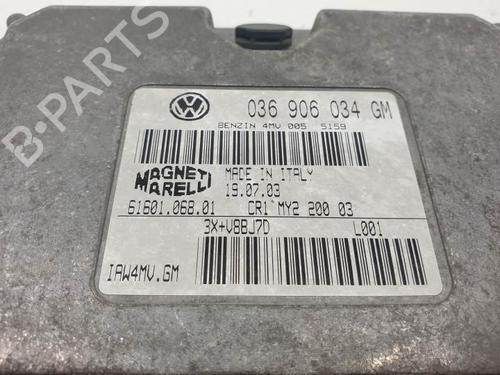 036 906 034 GM
BENZIN 4MV 005 5159
MAGNETI MARELLI
MADE IN ITALY
19.07.03
61601.068.01 CR1*MY2 200 03
3X+V8BJ7D L001
IAW4MV.GM
B-PARTS